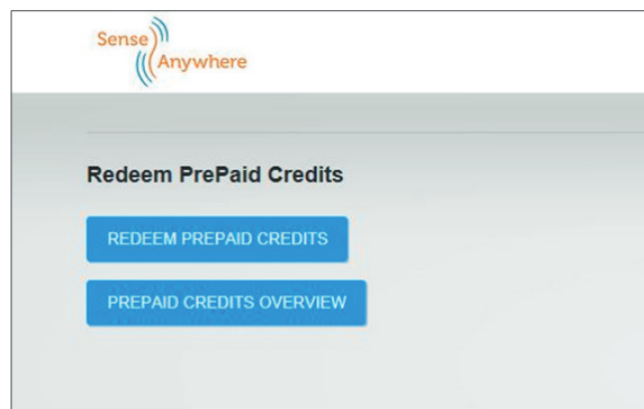 Sense
Anywhere
Redeem PrePaid Credits
REDEEM PREPAID CREDITS
PREPAID CREDITS OVERVIEW